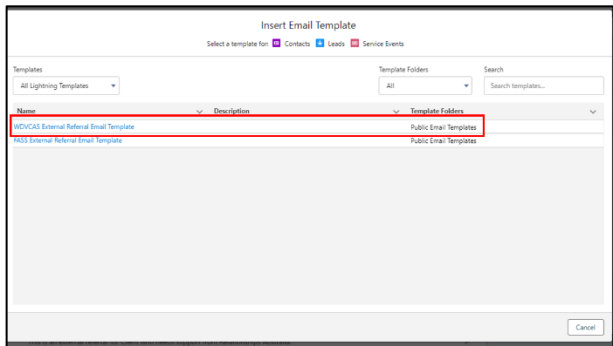 Insert Email Template
Select a template for: Contacts Leads Service Events
Templates Template Folders Search
All Lightning Templates All Search templates...
Name Description Template Folders
WDVCAS External Referral Email Template Public Email Templates
FASS External Referral Email Template Public Email Templates
Cancel